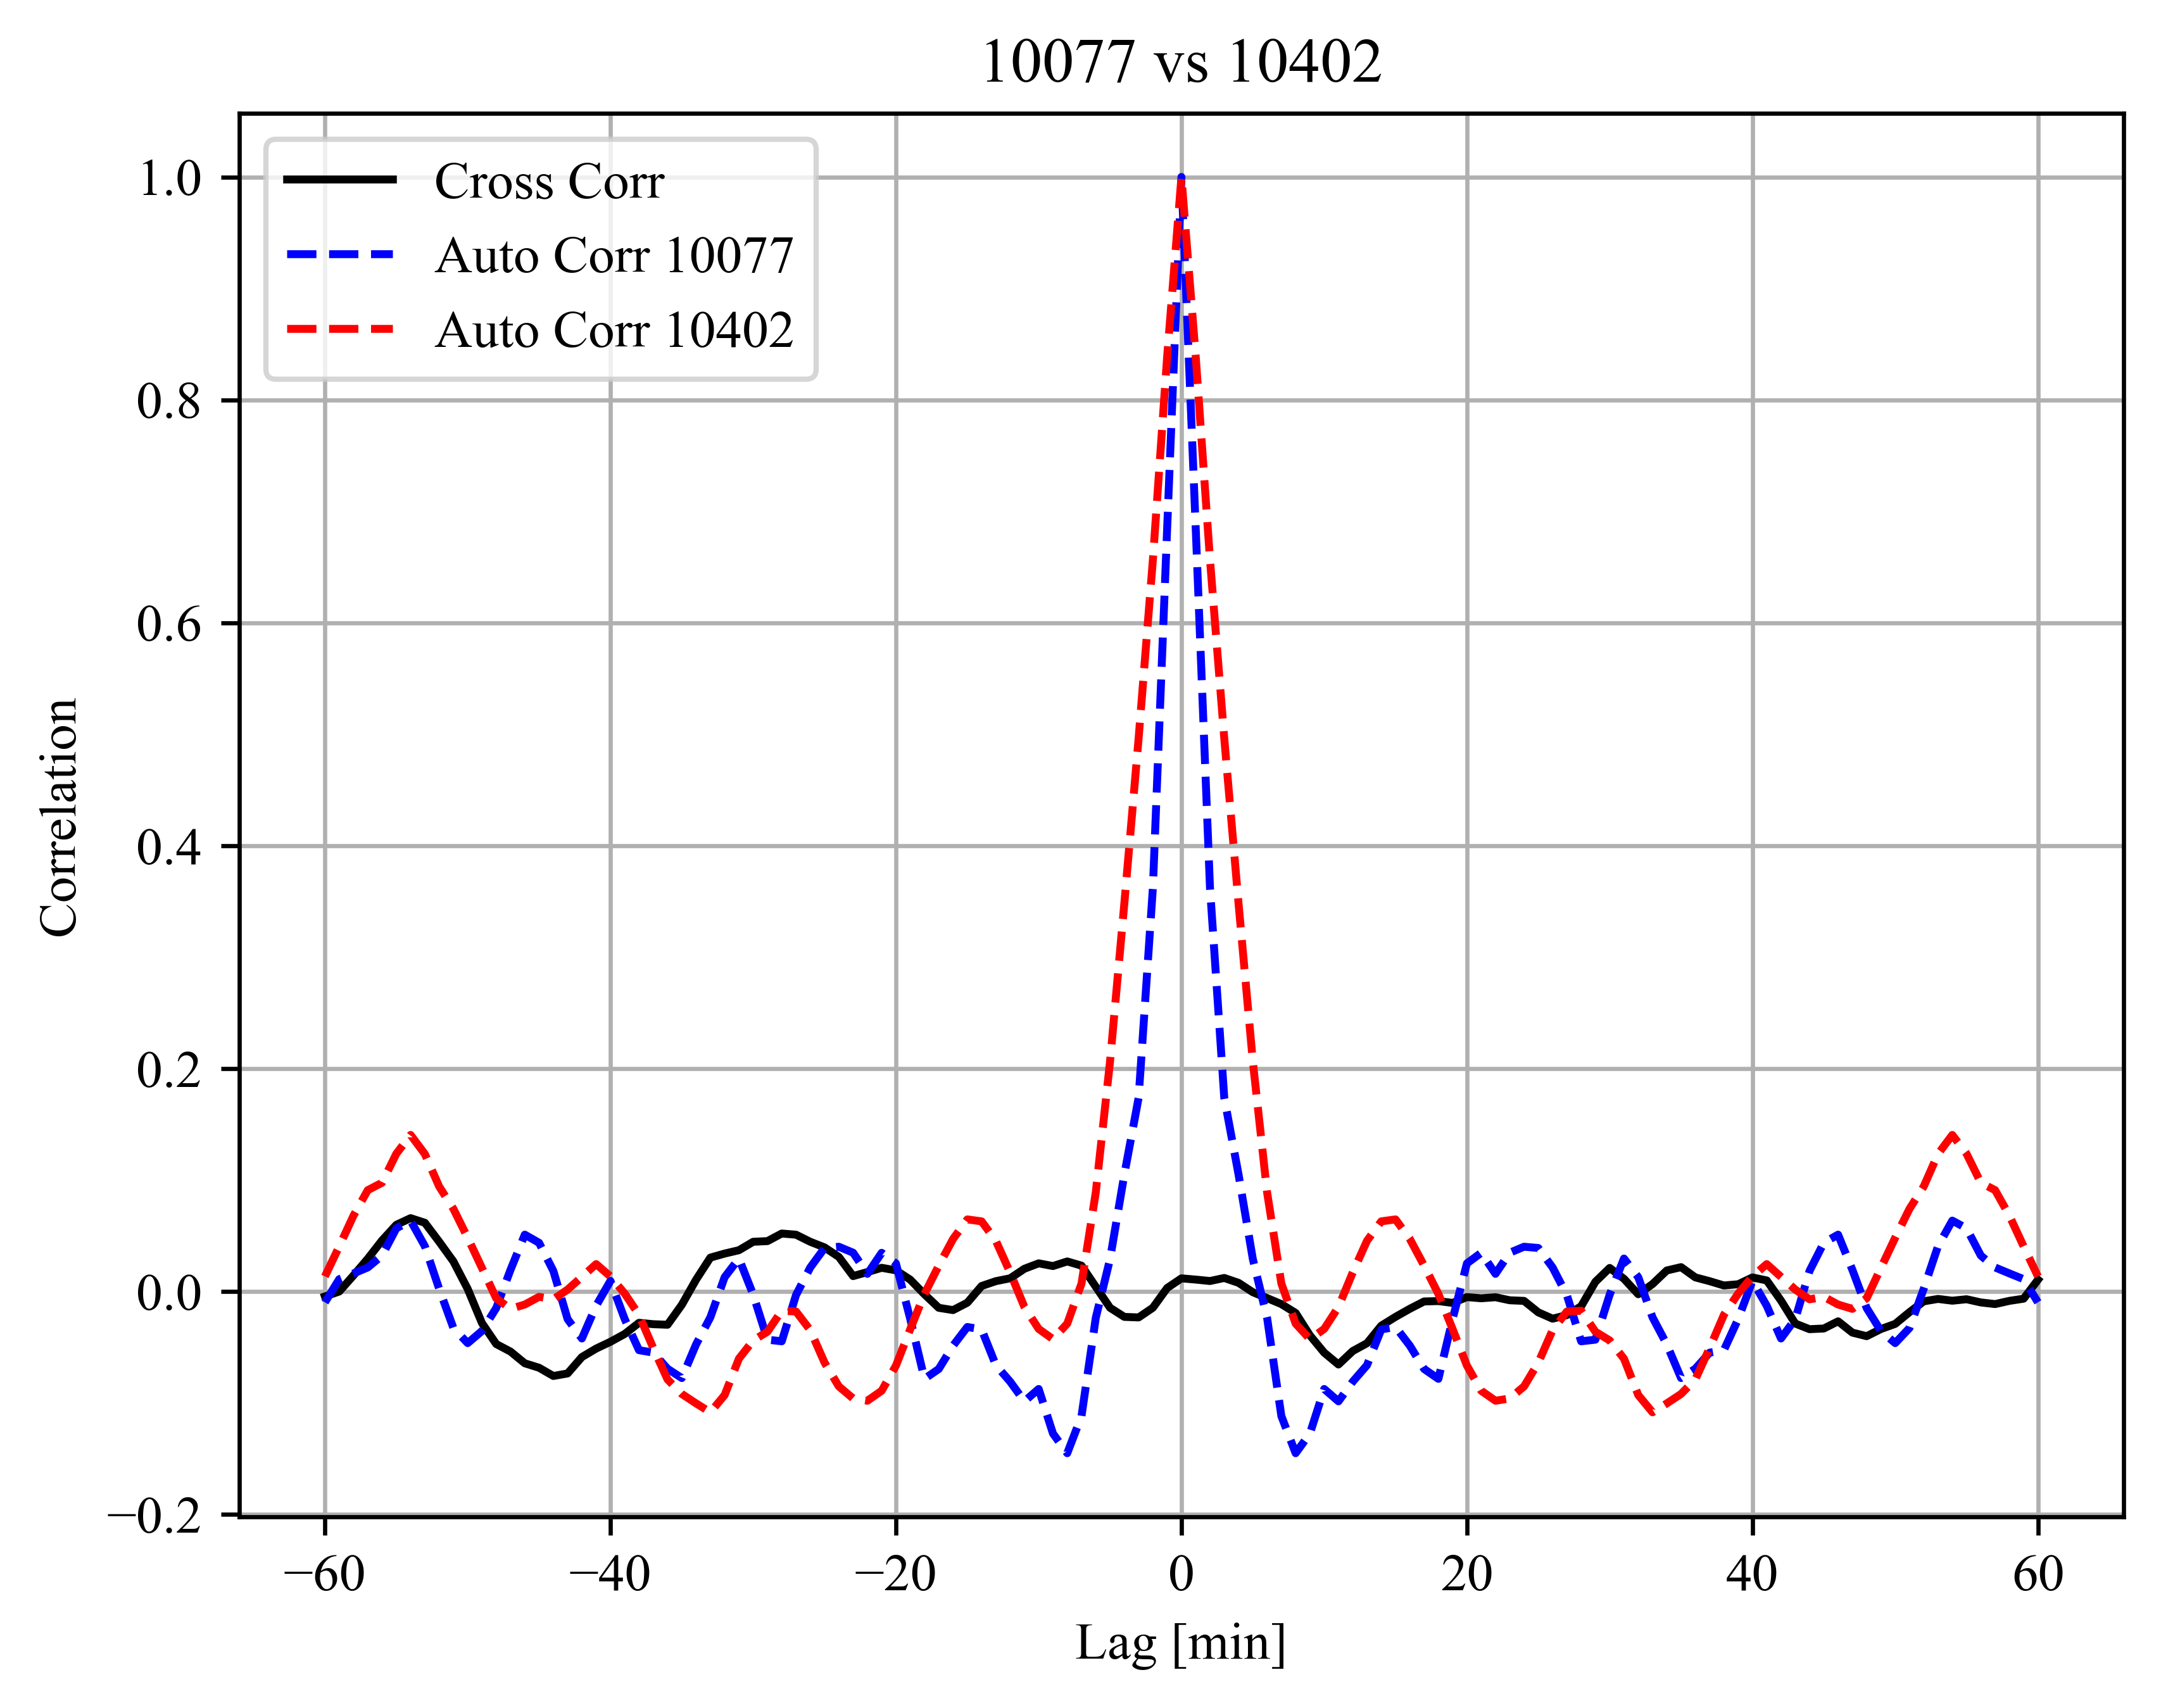 10077 vs 10402
Cross Corr
Auto Corr 10077
Auto Corr 10402
1.0
0.8
0.6
0.4
0.2
0.0
−0.2
Correlation
−60 −40 −20 0 20 40 60
Lag [min]